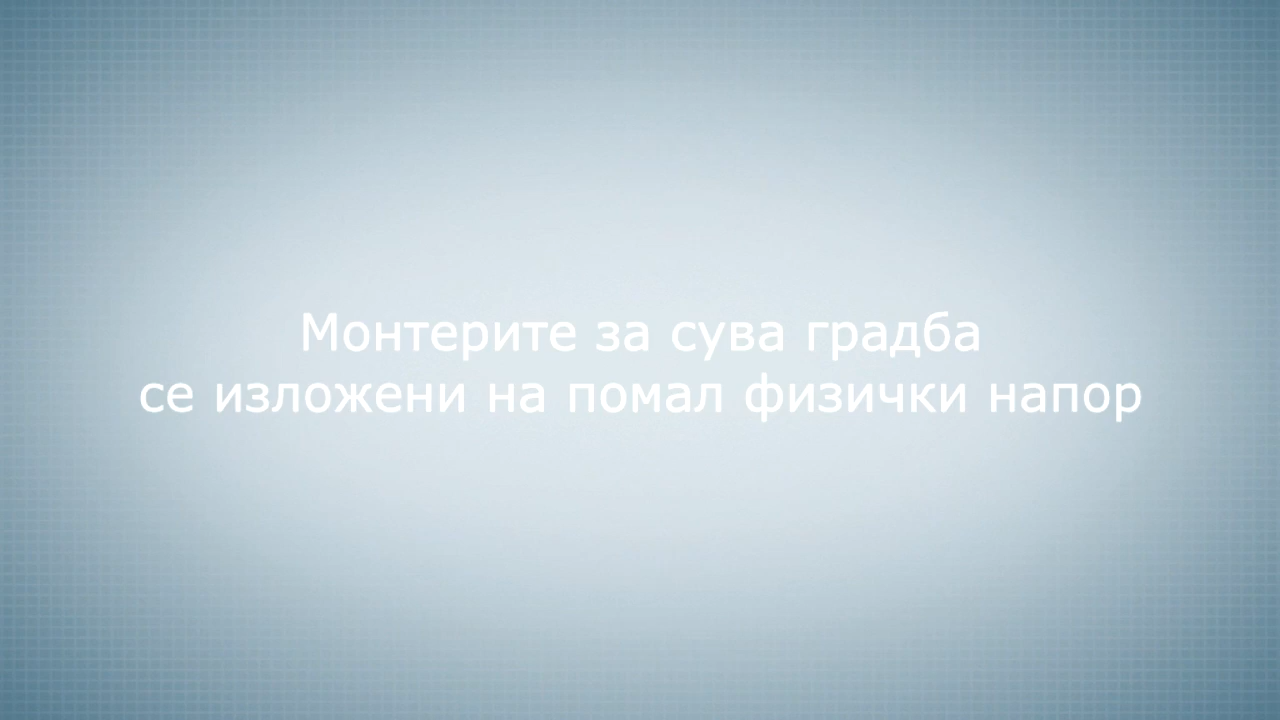 Монтерите за сува градба
се изложени на помал физички напор